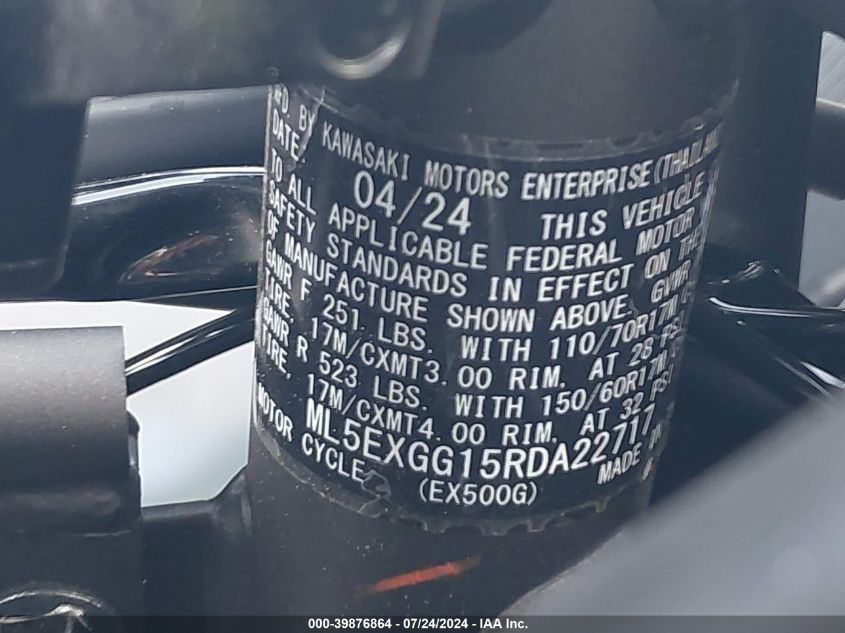 BY KAWASAKI MOTORS ENTERPRISE (THAILAN
DATE, 04/24 THIS VEHICLE
TO ALL APPLICABLE FEDERAL MOTOR
SAFETY STANDARDS IN EFFECT ON THE
OF MANUFACTURE SHOWN ABOVE. GVWR
GAWR F 251 LBS. WITH 110/70R17M
TIRE, 17M/CXMT3.00 RIM, AT 28 PSI
GAWR R 523 LBS. WITH 150/60R17M
TIRE, 17M/CXMT4.00 RIM, AT 32 PSI
ML5EXGG15RDA22717
MOTOR CYCLE (EX500G) MADE IN
000-39876864 - 07/24/2024 - IAA Inc.